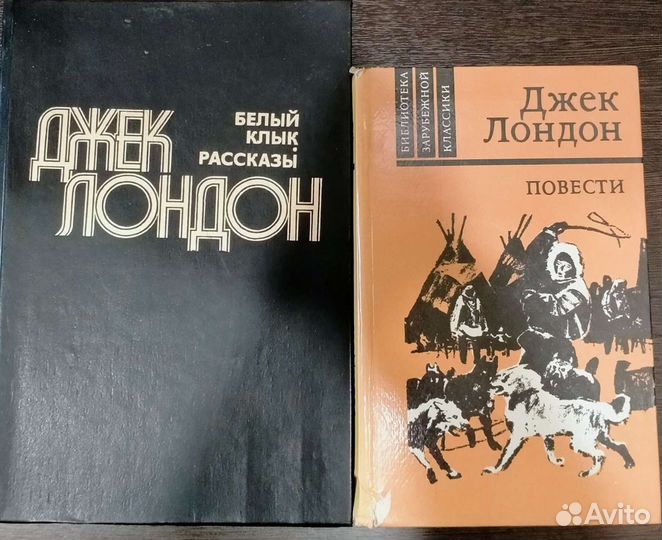 ДЖЕК
ЛОНДОН
БЕЛЫЙ
КЛЫК
РАССКАЗЫ
БИБЛИОТЕКА
ЗАРУБЕЖНОЙ
КЛАССИКИ
Джек
Лондон
ПОВЕСТИ
Avito